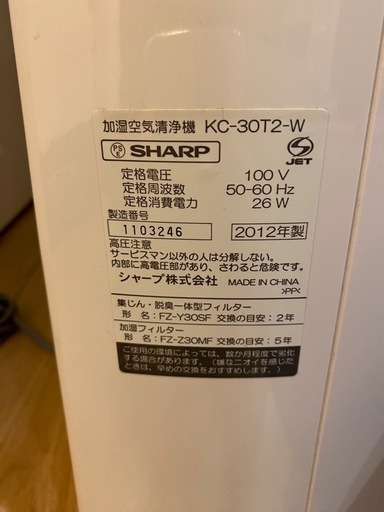 加湿空気清浄機 KC-30T2-W
PS E SHARP JET
定格電圧 100 V
定格周波数 50-60 Hz
定格消費電力 26 W
製造番号
1103246 2012年製
高圧注意
サービスマン以外の人は分解しない。
内部に高電圧部があり、さわると危険です。
シャープ株式会社 MADE IN CHINA
>PP<
集じん・脱臭一体型フィルター
形 名：FZ-Y30SF 交換の目安：2年
加湿フィルター
形 名：FZ-Z30MF 交換の目安：5年
ご使用の環境によっては、数か月程度で劣化
する場合があります。(嫌なニオイを感じた
ときは、早めの交換をおすすめします。)